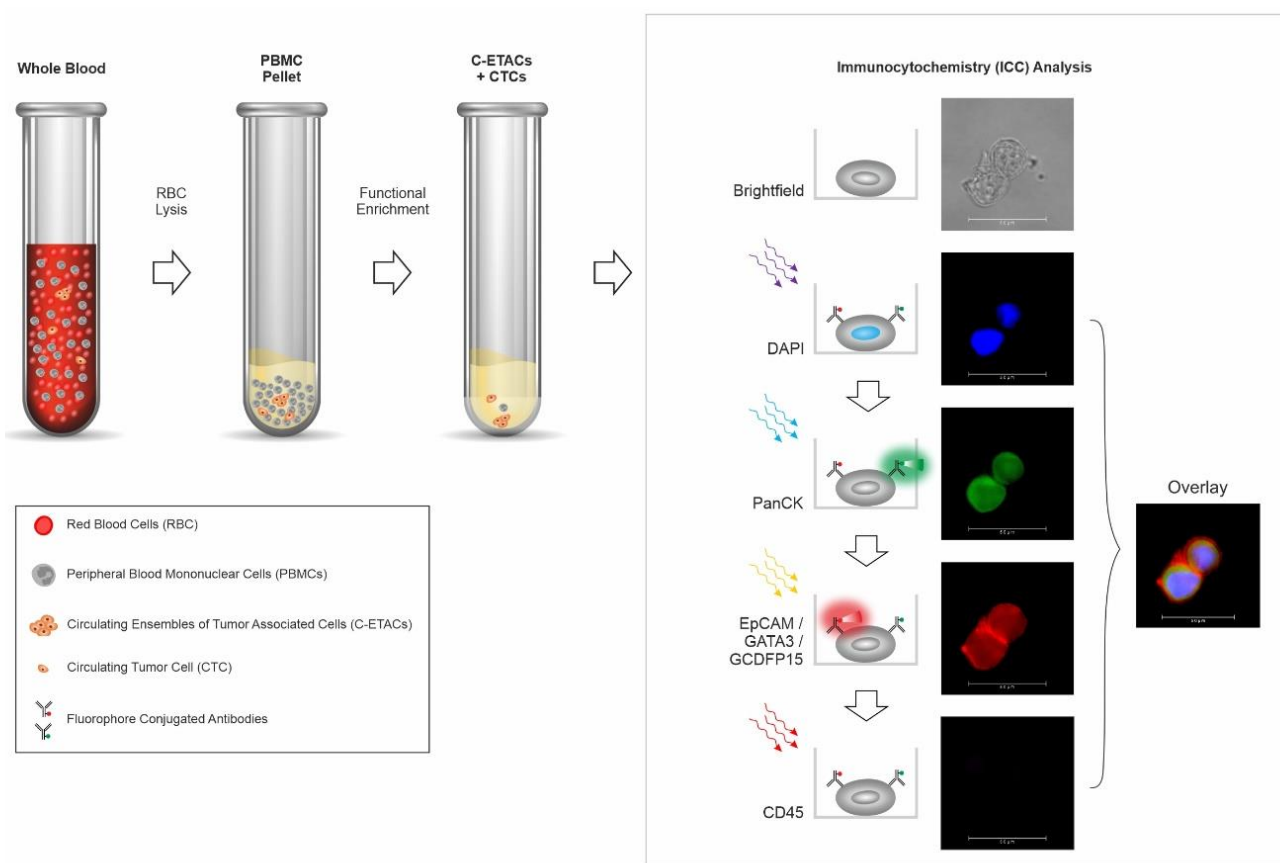 Whole Blood
PBMC
Pellet
C-ETACs
+ CTCs
RBC
Lysis
Functional
Enrichment
Red Blood Cells (RBC)
Peripheral Blood Mononuclear Cells (PBMCs)
Circulating Ensembles of Tumor Associated Cells (C-ETACs)
Circulating Tumor Cell (CTC)
Fluorophore Conjugated Antibodies
Immunocytochemistry (ICC) Analysis
Brightfield
DAPI
PanCK
EpCAM /
GATA3 /
GCDFP15
CD45
Overlay